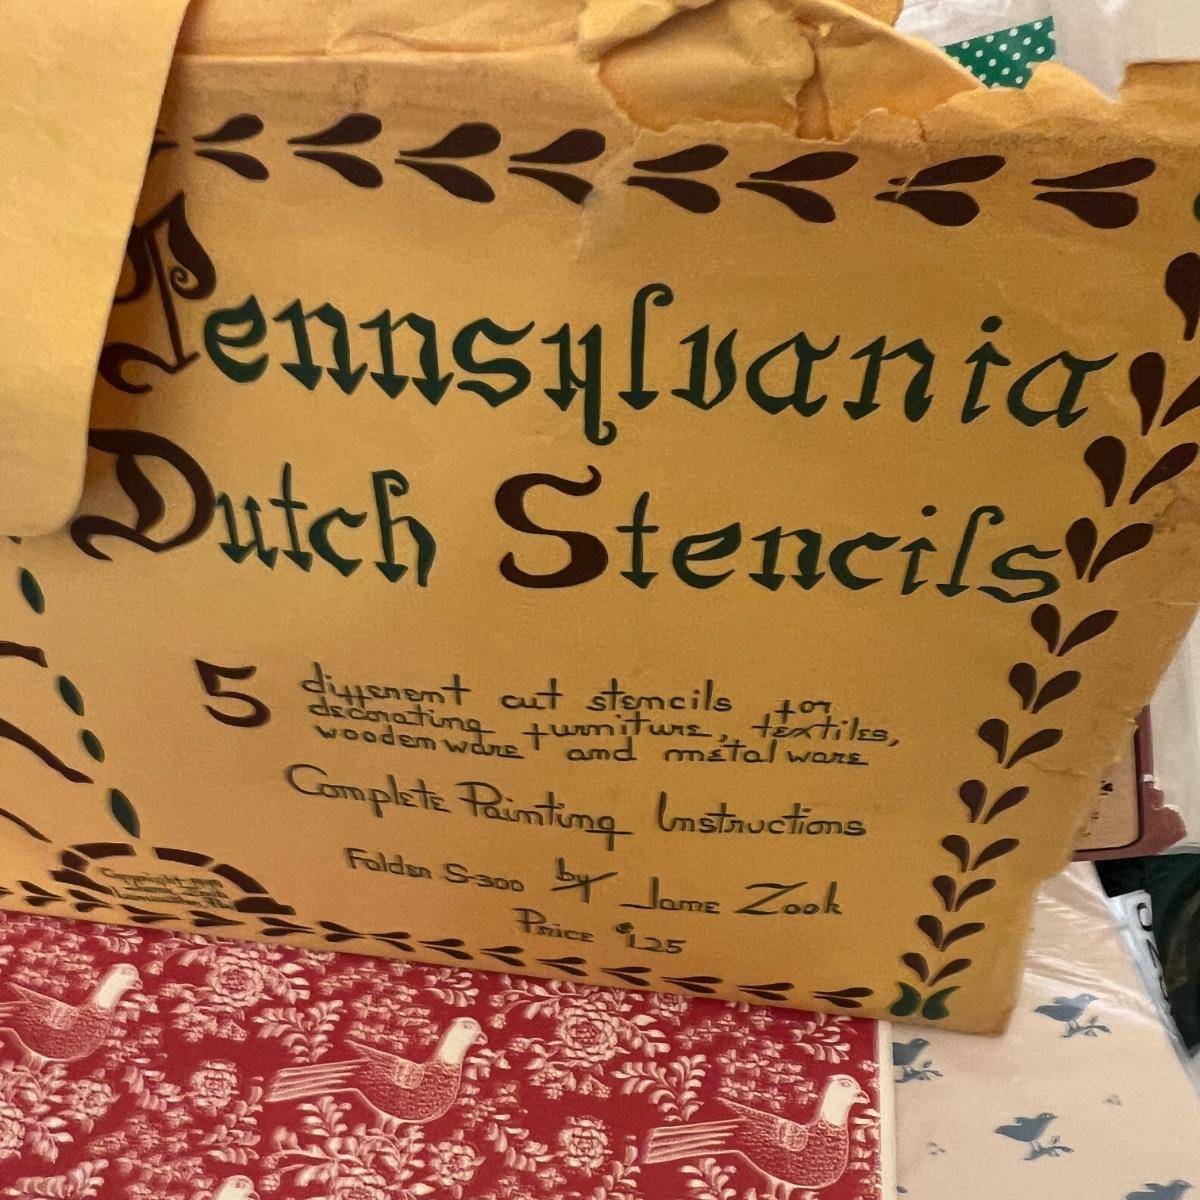 Pennsylvania
Dutch Stencils
5 different cut stencils for
decorating furniture, textiles,
woodenware and metalware
Complete Painting Instructions
Folder S-300 by Jane Zook
Price $1.25
Copyright